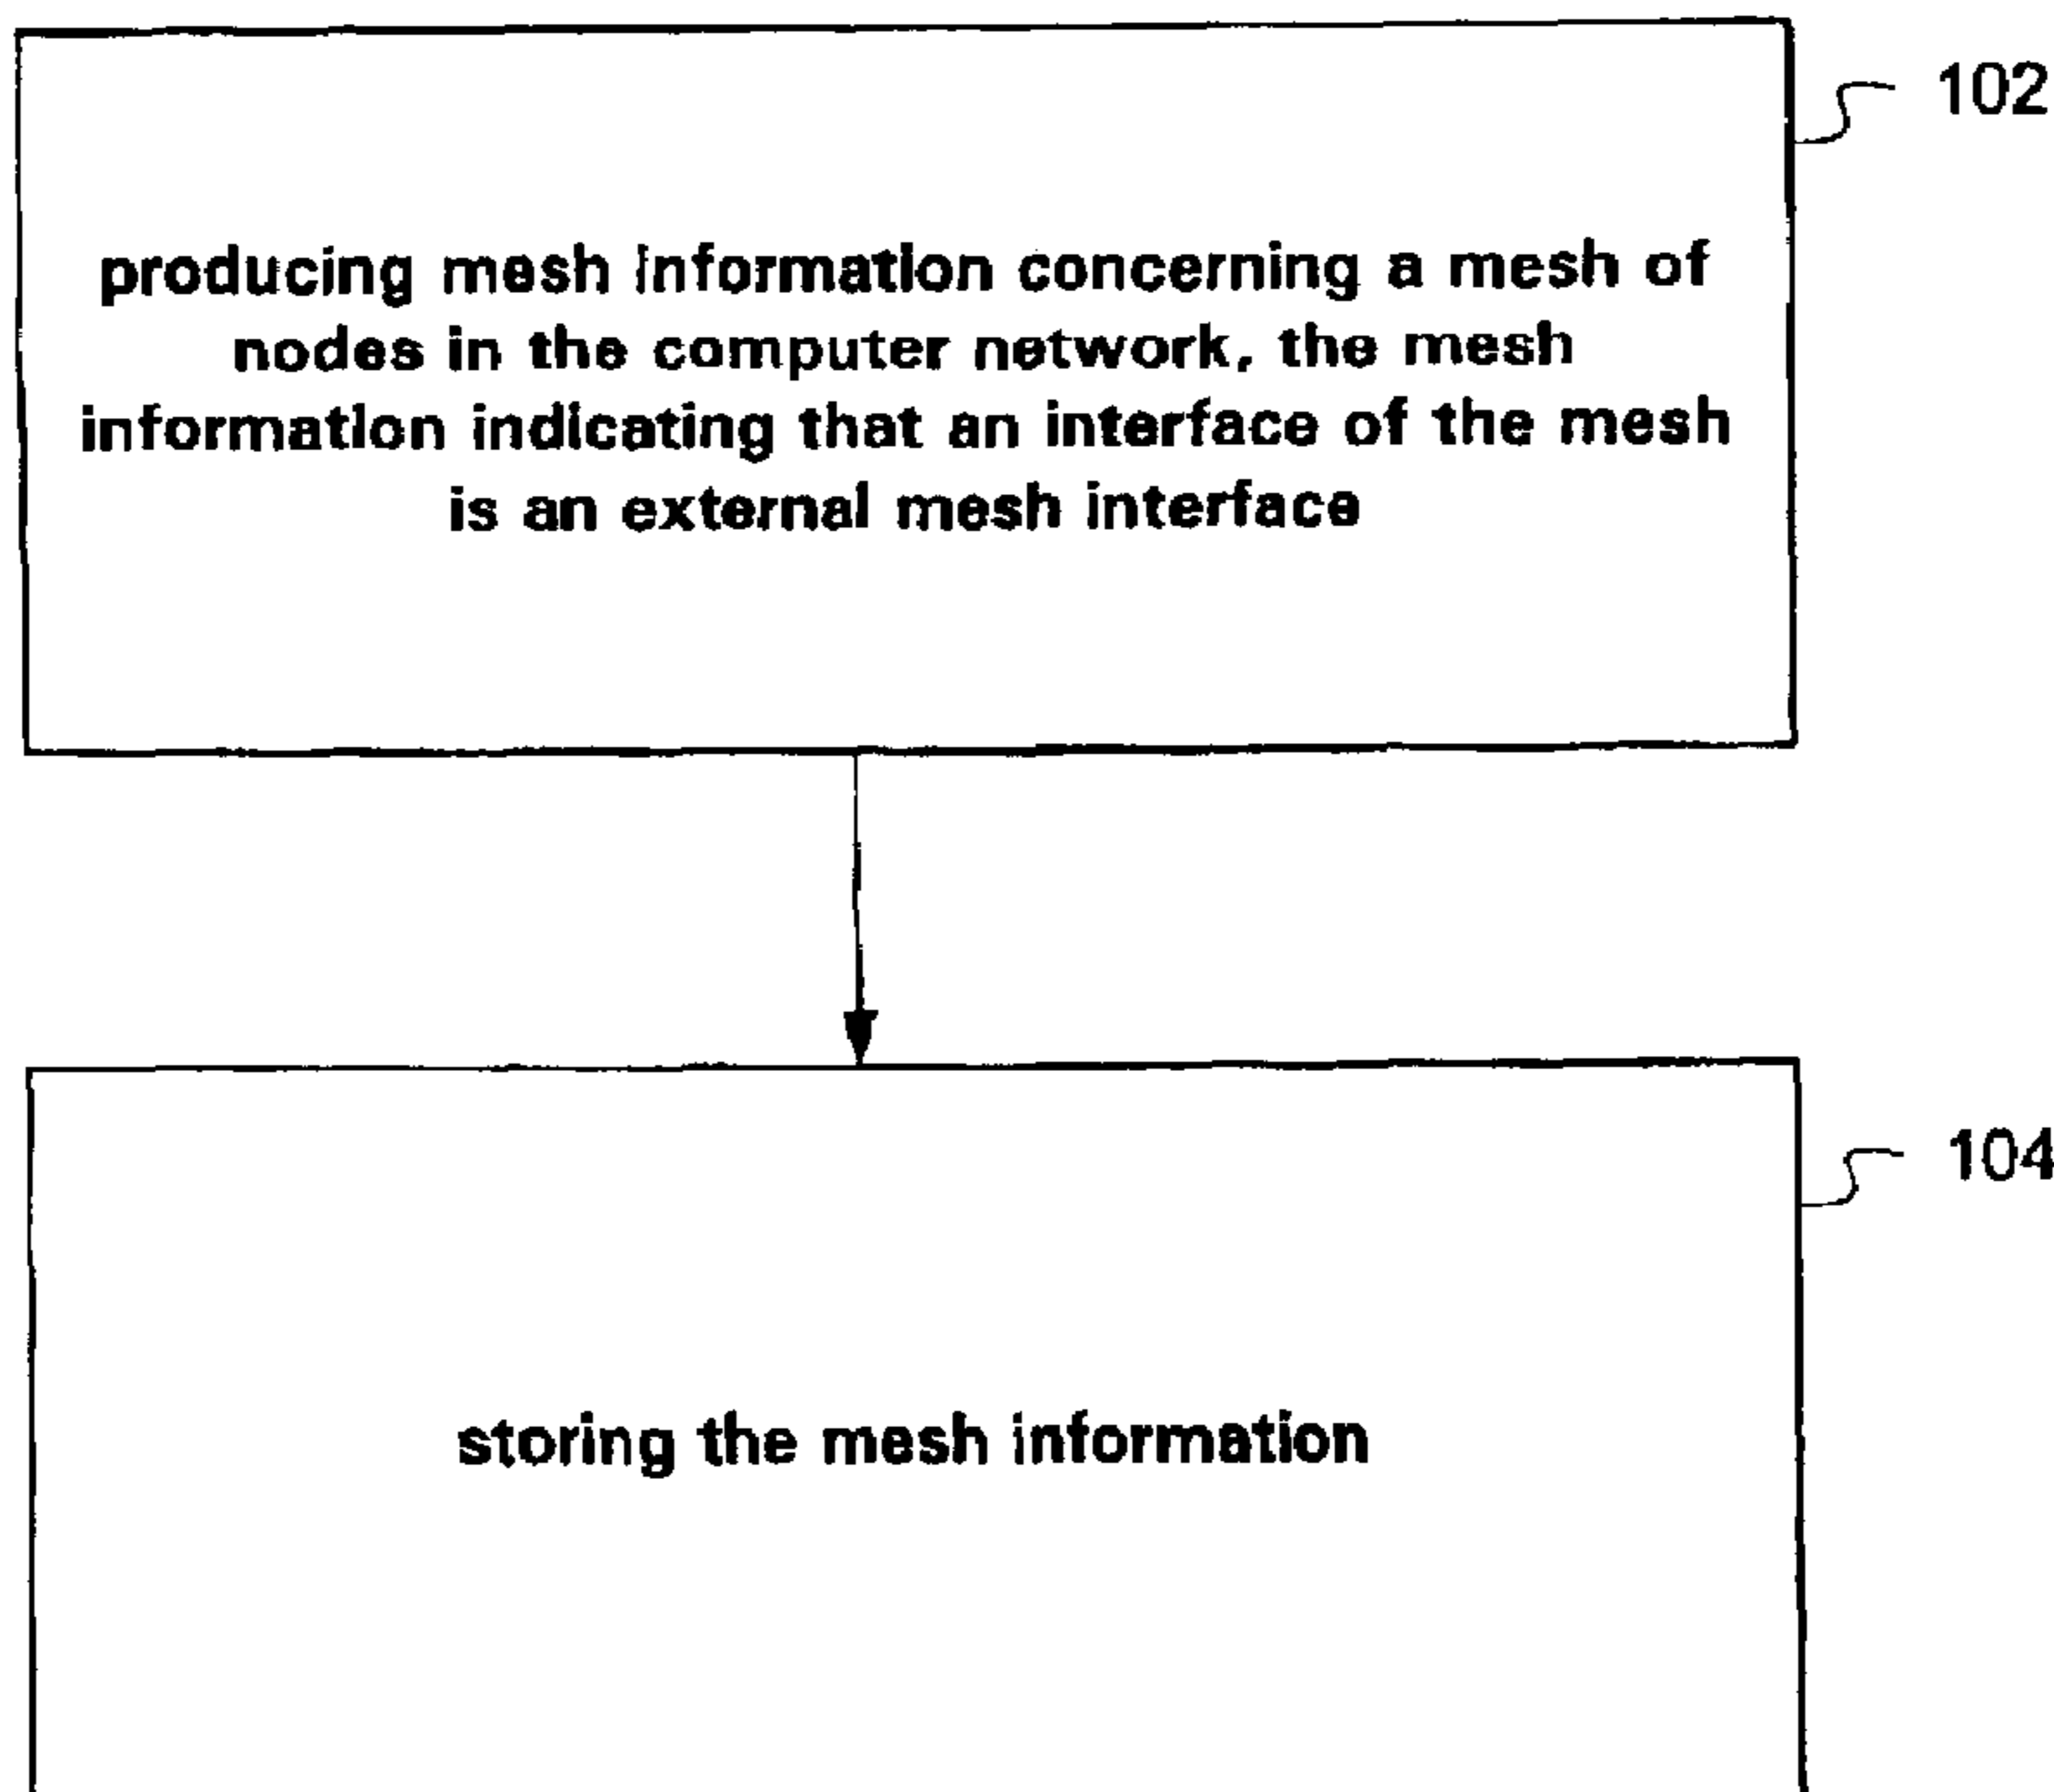 102
producing mesh information concerning a mesh of
nodes in the computer network, the mesh
information indicating that an interface of the mesh
is an external mesh interface
104
storing the mesh information